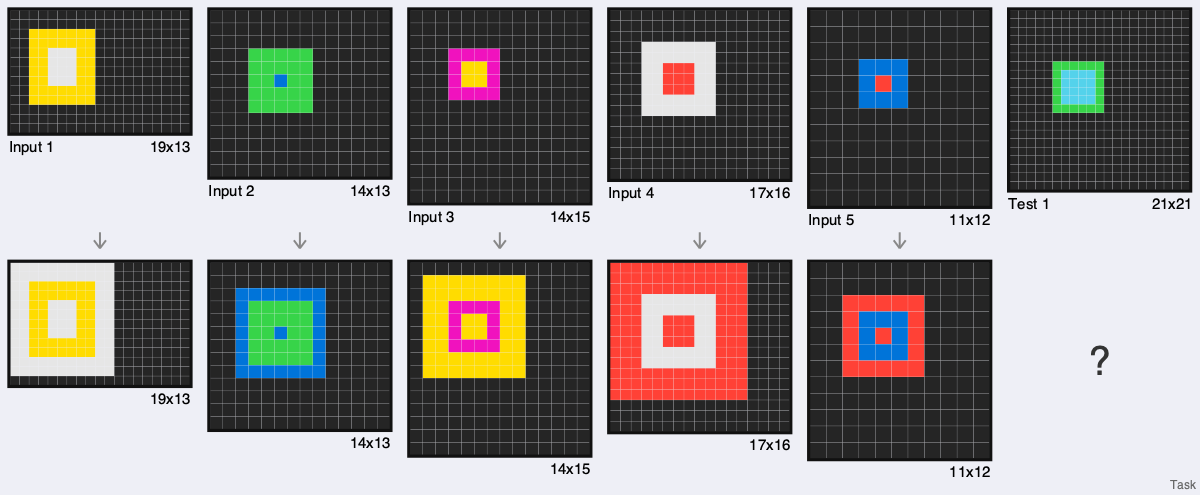 Input 1 19x13
Input 2 14x13
Input 3 14x15
Input 4 17x16
Input 5 11x12
Test 1 21x21
19x13
14x13
14x15
17x16
11x12
?
Task